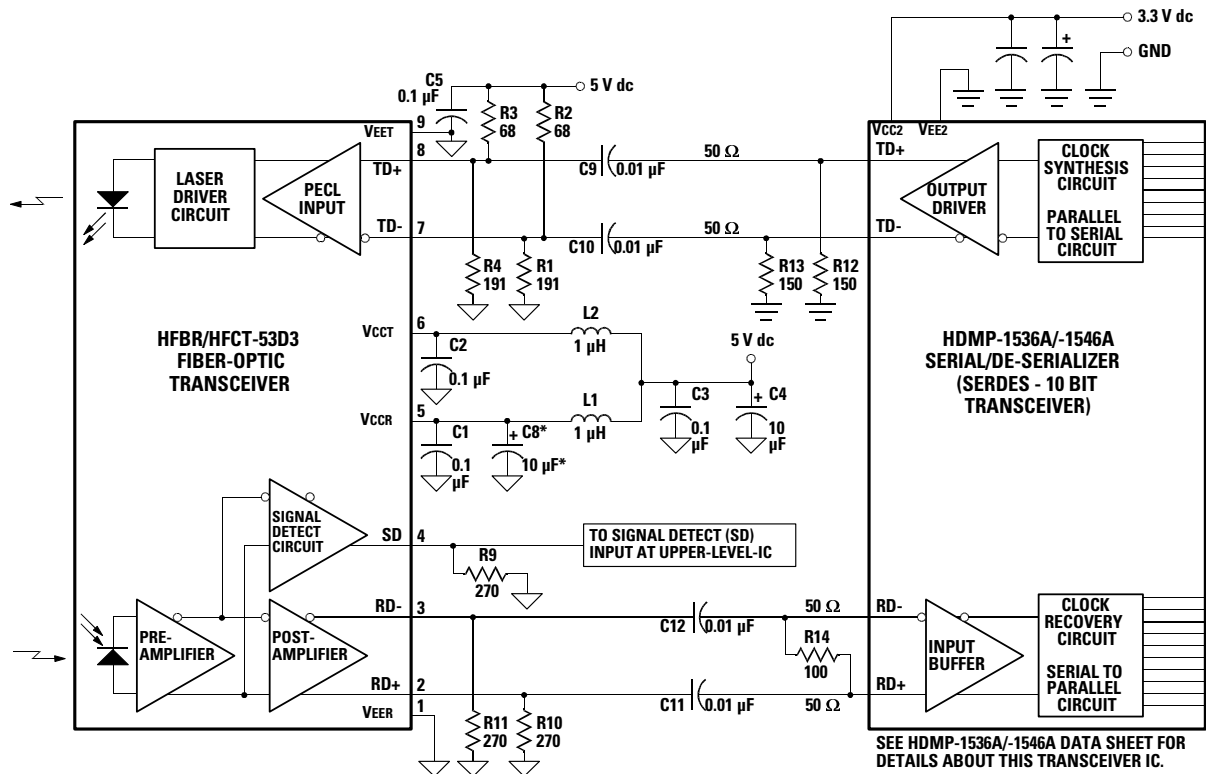 3.3 V dc
GND
C5
0.1 µF
5 V dc
R3
68
R2
68
9
VEET
8
TD+
7
TD-
LASER
DRIVER
CIRCUIT
PECL
INPUT
C9
0.01 µF
50 Ω
C10
0.01 µF
50 Ω
R4
191
R1
191
R13
150
R12
150
VCC2
VEE2
TD+
TD-
OUTPUT
DRIVER
CLOCK
SYNTHESIS
CIRCUIT
PARALLEL
TO SERIAL
CIRCUIT
HFBR/HFCT-53D3
FIBER-OPTIC
TRANSCEIVER
VCCT
6
C2
0.1 µF
L2
1 µH
5 V dc
VCCR
5
C1
0.1
µF
+
C8*
10 µF*
L1
1 µH
C3
0.1
µF
+
C4
10
µF
HDMP-1536A/-1546A
SERIAL/DE-SERIALIZER
(SERDES - 10 BIT
TRANSCEIVER)
SIGNAL
DETECT
CIRCUIT
SD
4
R9
270
TO SIGNAL DETECT (SD)
INPUT AT UPPER-LEVEL-IC
PRE-
AMPLIFIER
POST-
AMPLIFIER
RD-
3
RD+
2
VEER
1
R11
270
R10
270
C12
0.01 µF
50 Ω
R14
100
C11
0.01 µF
50 Ω
RD-
RD+
INPUT
BUFFER
CLOCK
RECOVERY
CIRCUIT
SERIAL TO
PARALLEL
CIRCUIT
+
SEE HDMP-1536A/-1546A DATA SHEET FOR
DETAILS ABOUT THIS TRANSCEIVER IC.